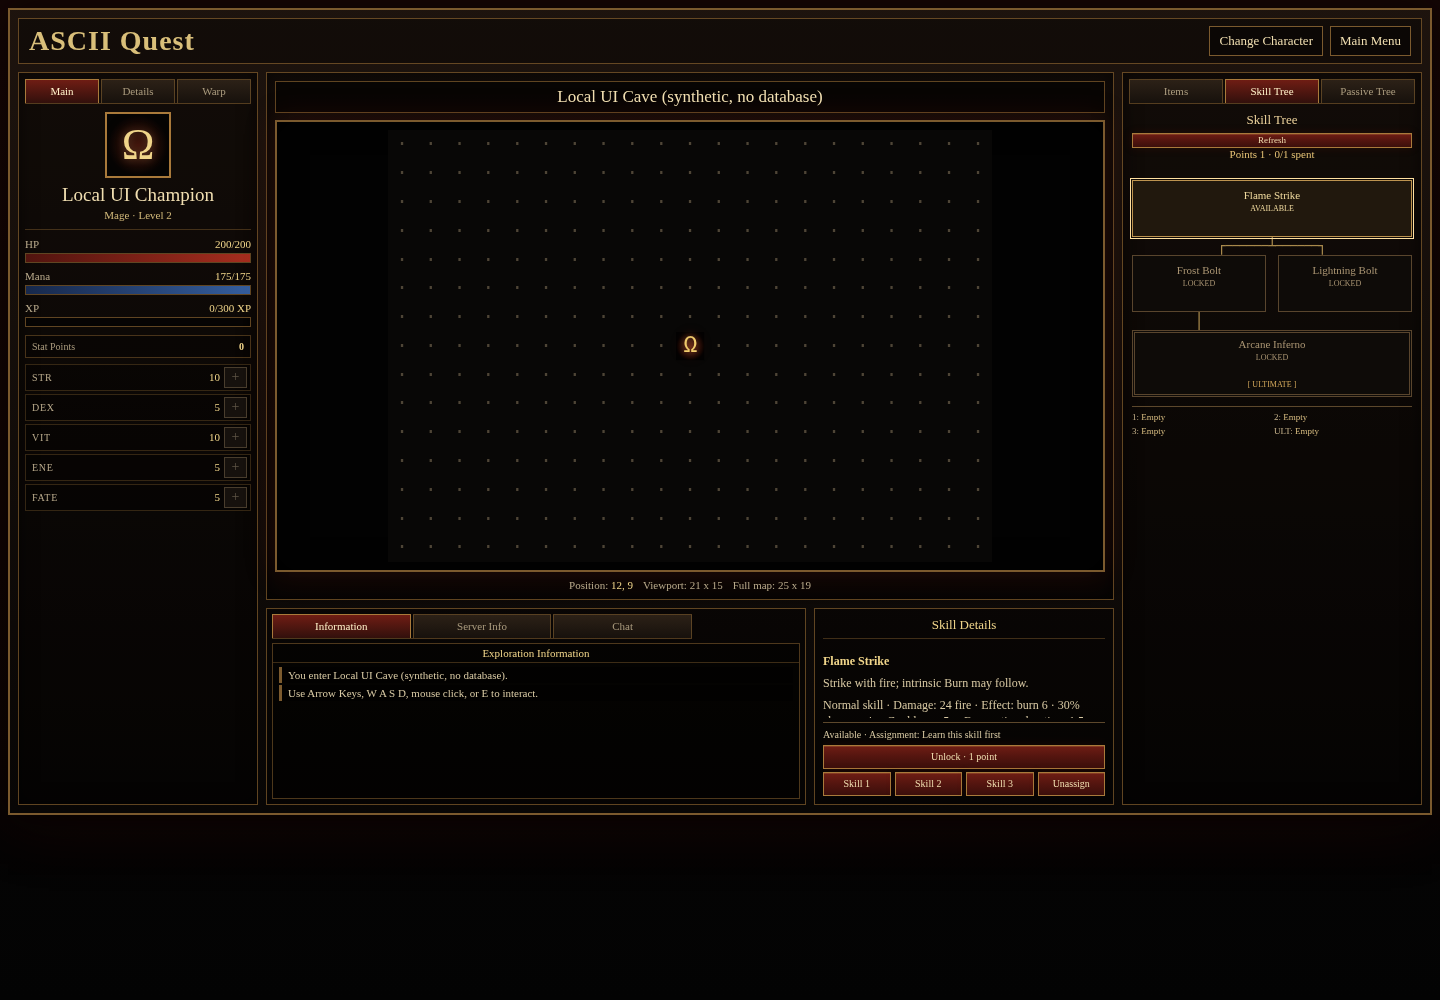 ASCII Quest
Change Character
Main Menu
Main
Details
Warp
Ω
Local UI Champion
Mage · Level 2
HP 200/200
Mana 175/175
XP 0/300 XP
Stat Points 0
STR 10 +
DEX 5 +
VIT 10 +
ENE 5 +
FATE 5 +
Local UI Cave (synthetic, no database)
Ω
Position: 12, 9 Viewport: 21 x 15 Full map: 25 x 19
Information
Server Info
Chat
Exploration Information
You enter Local UI Cave (synthetic, no database).
Use Arrow Keys, W A S D, mouse click, or E to interact.
Skill Details
Flame Strike
Strike with fire; intrinsic Burn may follow.
Normal skill · Damage: 24 fire · Effect: burn 6 · 30%
Available · Assignment: Learn this skill first
Unlock · 1 point
Skill 1
Skill 2
Skill 3
Unassign
Items
Skill Tree
Passive Tree
Skill Tree
Refresh
Points 1 · 0/1 spent
Flame Strike
AVAILABLE
Frost Bolt
LOCKED
Lightning Bolt
LOCKED
Arcane Inferno
LOCKED
[ ULTIMATE ]
1: Empty 2: Empty
3: Empty ULT: Empty